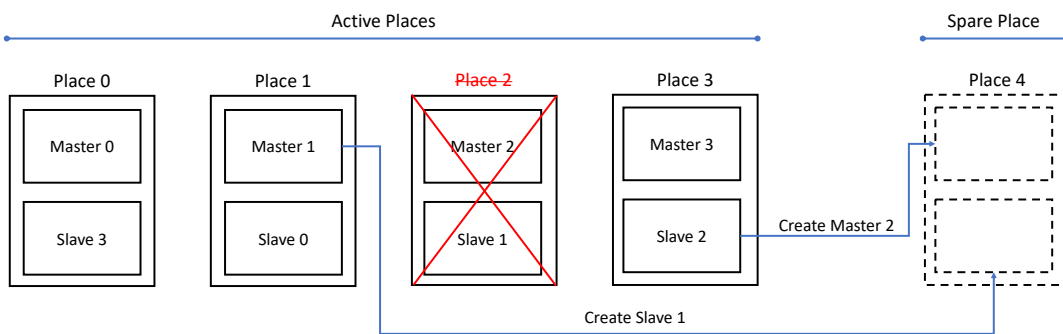 Active Places
Spare Place
Place 0
Place 1
Place 2
Place 3
Place 4
Master 0
Master 1
Master 2
Master 3
Slave 3
Slave 0
Slave 1
Slave 2
Create Master 2
Create Slave 1